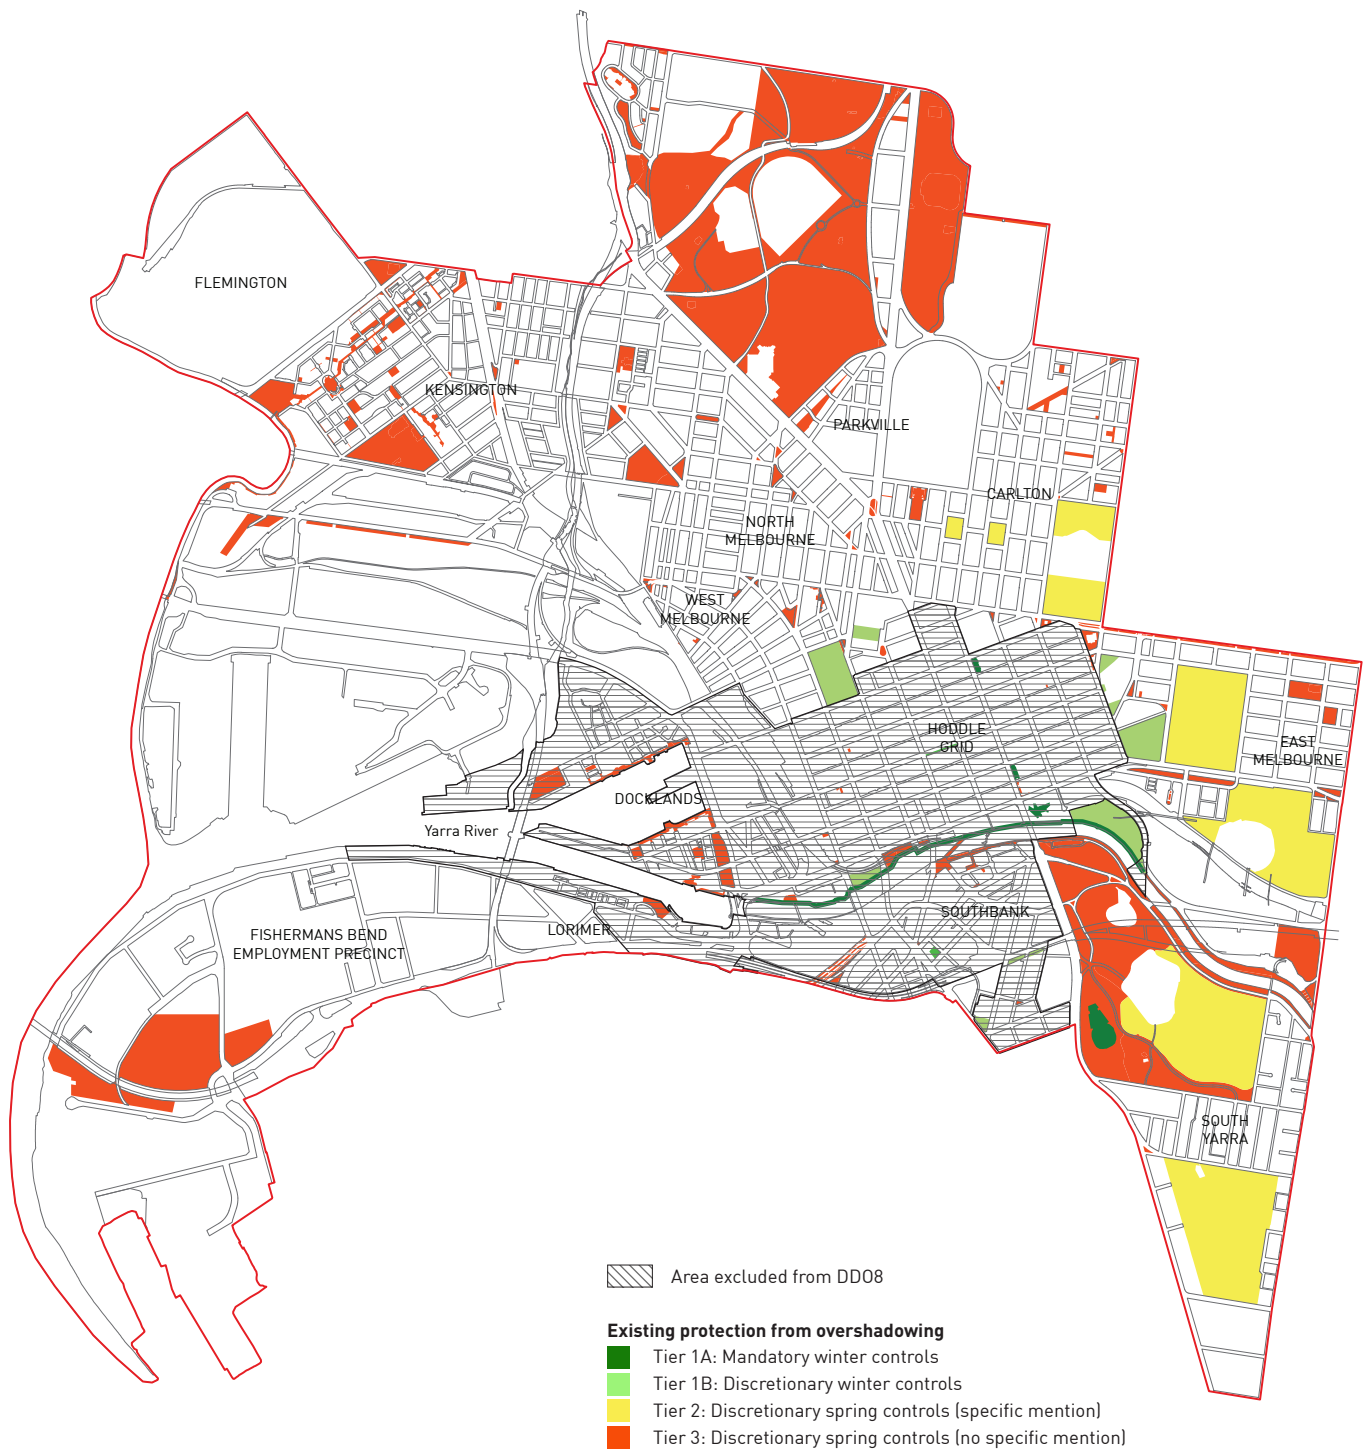 FLEMINGTON
KENSINGTON
PARKVILLE
CARLTON
NORTH
MELBOURNE
WEST
MELBOURNE
HODDLE
GRID
EAST
MELBOURNE
DOCKLANDS
Yarra River
SOUTHBANK
LORIMER
FISHERMANS BEND
EMPLOYMENT PRECINCT
SOUTH
YARRA
Area excluded from DDO8
Existing protection from overshadowing
Tier 1A: Mandatory winter controls
Tier 1B: Discretionary winter controls
Tier 2: Discretionary spring controls (specific mention)
Tier 3: Discretionary spring controls (no specific mention)